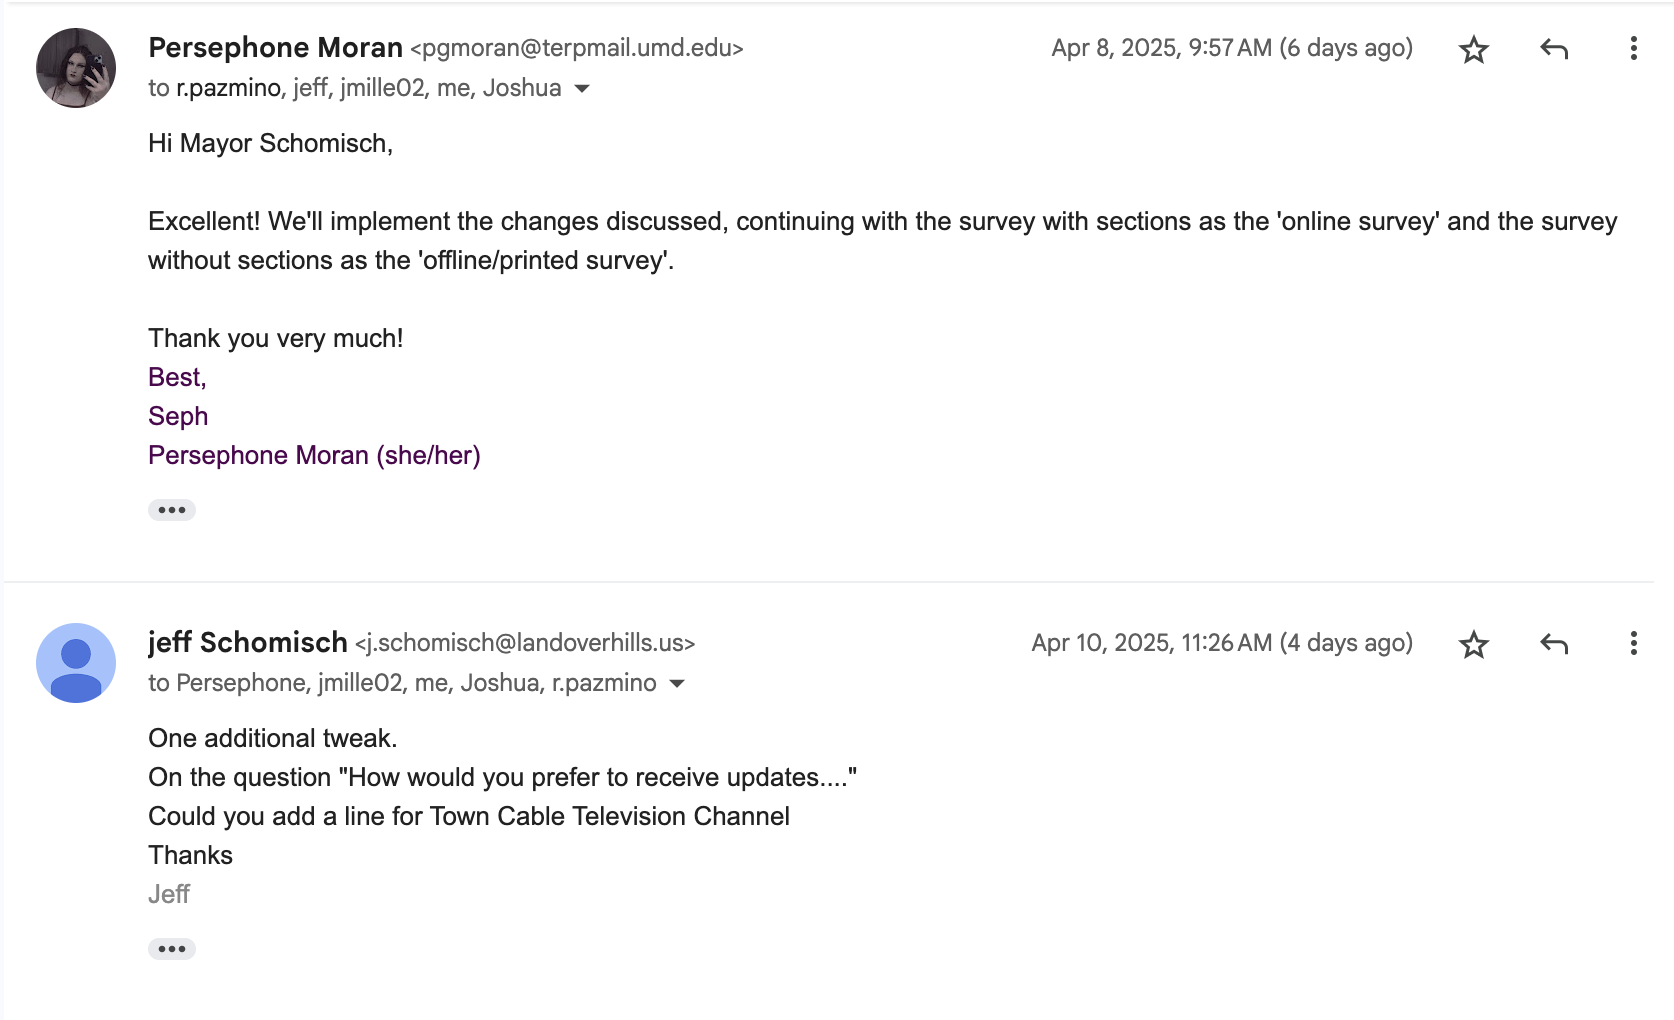 Persephone Moran <pgmoran@terpmail.umd.edu> Apr 8, 2025, 9:57 AM (6 days ago)
to r.pazmino, jeff, jmille02, me, Joshua
Hi Mayor Schomisch,
Excellent! We'll implement the changes discussed, continuing with the survey with sections as the 'online survey' and the survey
without sections as the 'offline/printed survey'.
Thank you very much!
Best,
Seph
Persephone Moran (she/her)
jeff Schomisch <j.schomisch@landoverhills.us> Apr 10, 2025, 11:26 AM (4 days ago)
to Persephone, jmille02, me, Joshua, r.pazmino
One additional tweak.
On the question "How would you prefer to receive updates...."
Could you add a line for Town Cable Television Channel
Thanks
Jeff